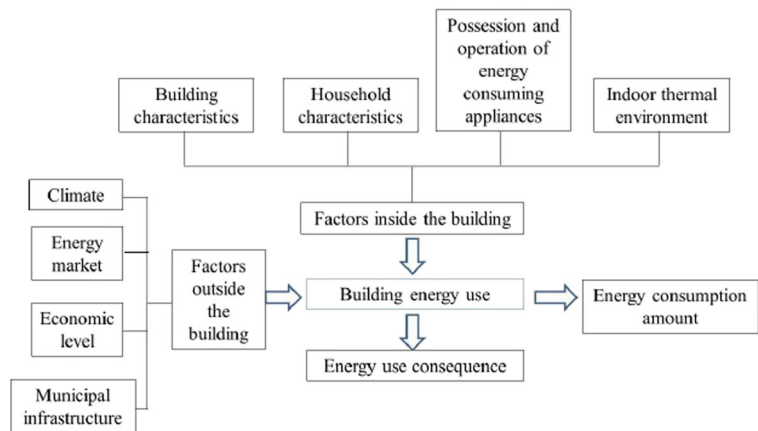 Building
characteristics
Household
characteristics
Possession and
operation of
energy
consuming
appliances
Indoor thermal
environment
Factors inside the building
Climate
Energy
market
Economic
level
Municipal
infrastructure
Factors
outside
the
building
Building energy use
Energy consumption
amount
Energy use consequence